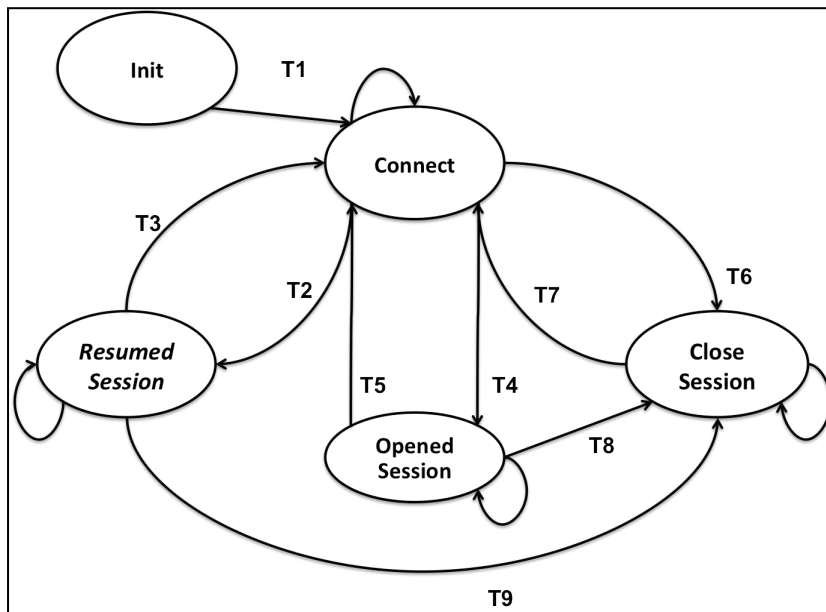 Init
T1
Connect
T3
T2
T7
T6
Resumed
Session
Close
Session
T5
T4
Opened
Session
T8
T9